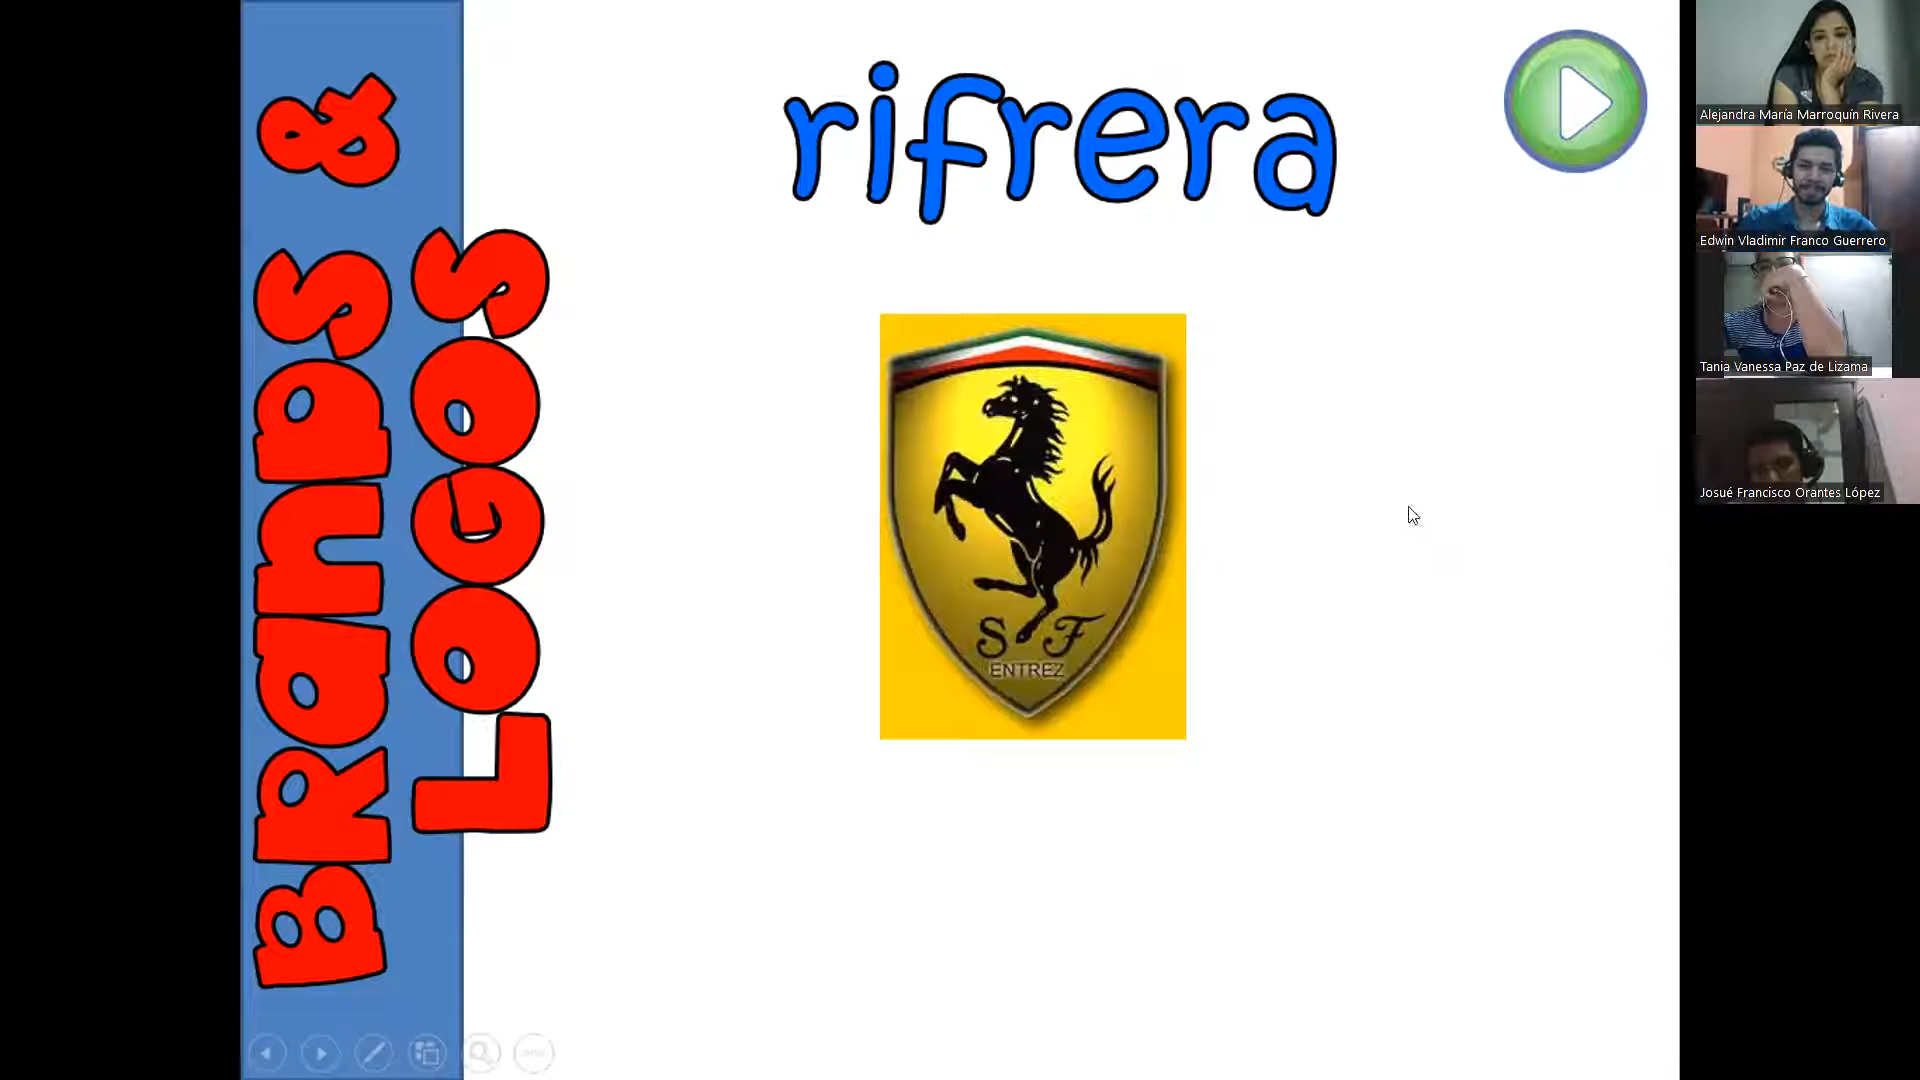 BRANDS &
LOGOS
rifrera
S F
ENTREZ
Alejandra María Marroquín Rivera
Edwin Vladimir Franco Guerrero
Tania Vanessa Paz de Lizama
Josué Francisco Orantes López